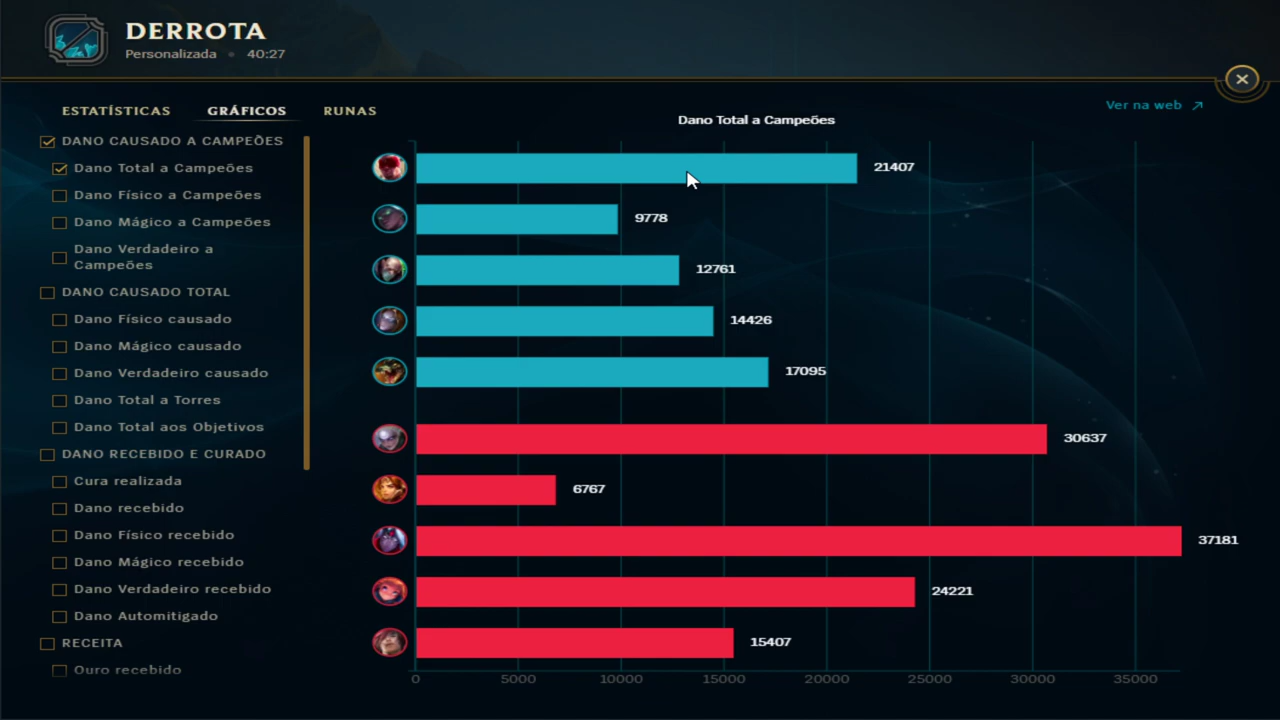 DERROTA
Personalizada • 40:27
ESTATÍSTICAS GRÁFICOS RUNAS
Ver na web
DANO CAUSADO A CAMPEÕES
Dano Total a Campeões
Dano Físico a Campeões
Dano Mágico a Campeões
Dano Verdadeiro a
Campeões
DANO CAUSADO TOTAL
Dano Físico causado
Dano Mágico causado
Dano Verdadeiro causado
Dano Total a Torres
Dano Total aos Objetivos
DANO RECEBIDO E CURADO
Cura realizada
Dano recebido
Dano Físico recebido
Dano Mágico recebido
Dano Verdadeiro recebido
Dano Automitigado
RECEITA
Ouro recebido
Dano Total a Campeões
21407
9778
12761
14426
17095
30637
6767
37181
24221
15407
0 5000 10000 15000 20000 25000 30000 35000